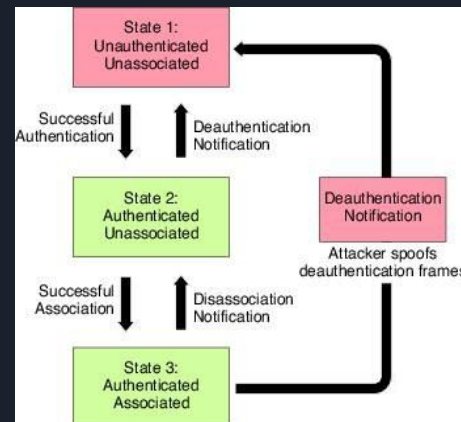 State 1:
Unauthenticated
Unassociated
Successful
Authentication
Deauthentication
Notification
State 2:
Authenticated
Unassociated
Deauthentication
Notification
Attacker spoofs
deauthentication frames
Successful
Association
Disassociation
Notification
State 3:
Authenticated
Associated